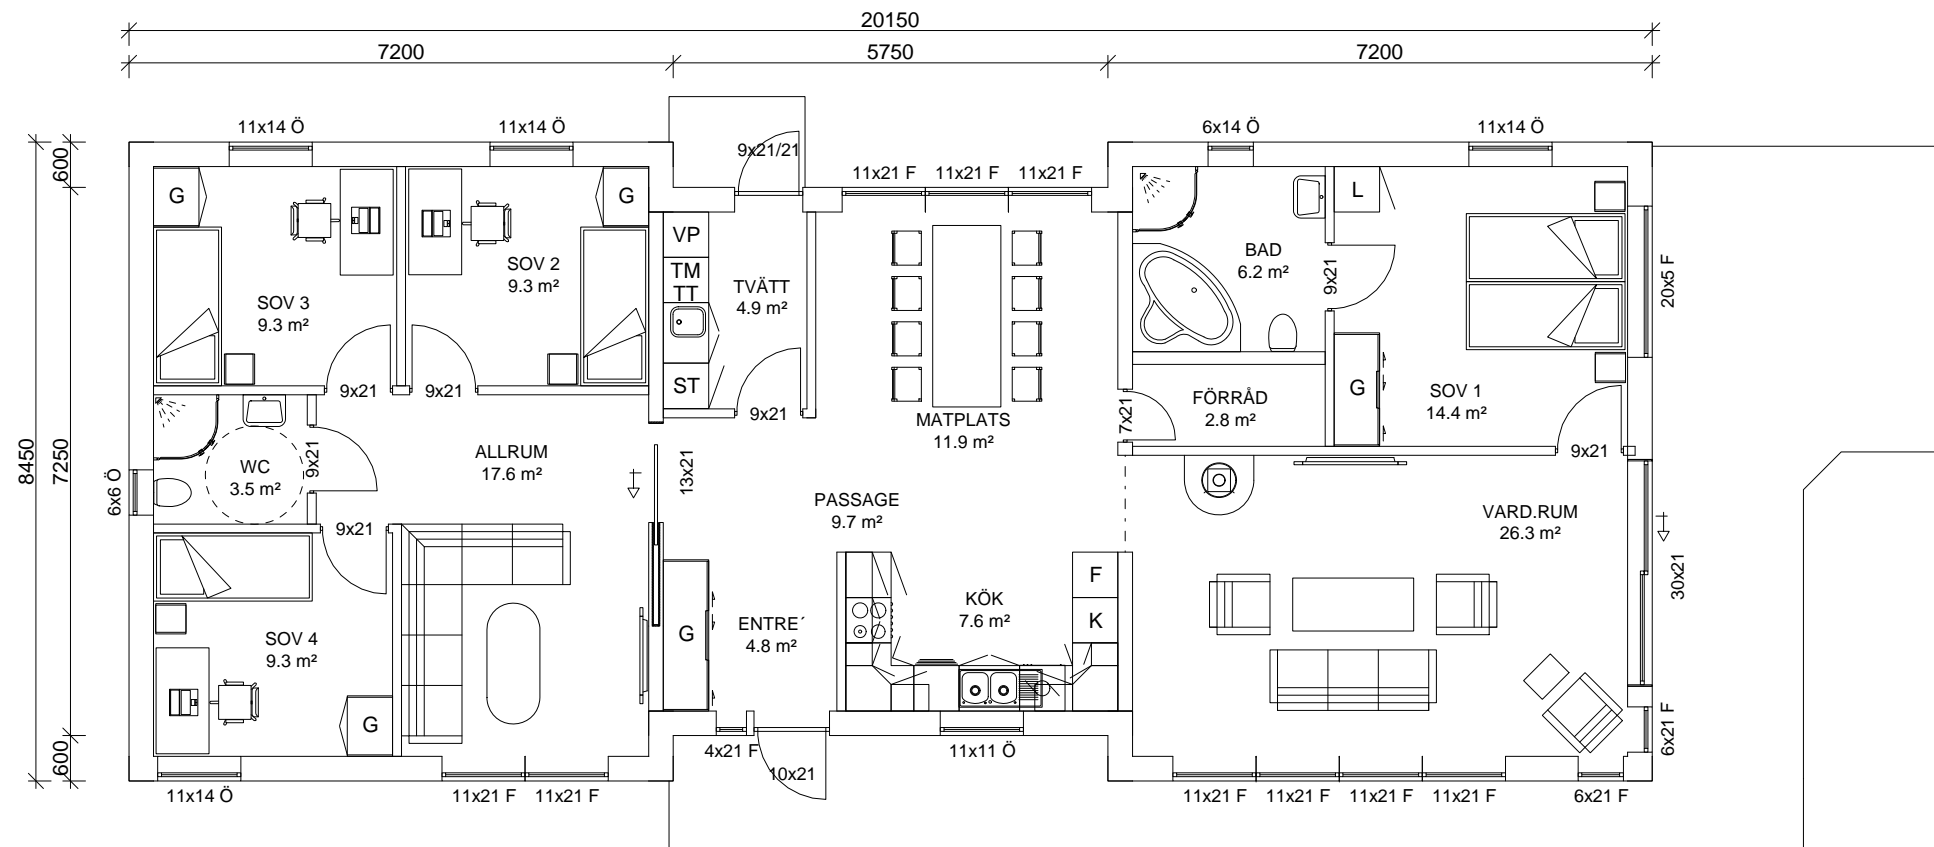 20150
7200
5750
7200
11x14 Ö
11x14 Ö
6x14 Ö
11x14 Ö
9x21/21
11x21 F
11x21 F
11x21 F
600
8450
7250
600
G
G
L
VP
TM
TT
ST
SOV 3
9.3 m²
SOV 2
9.3 m²
TVÄTT
4.9 m²
BAD
6.2 m²
9x21
20x5 F
9x21
9x21
9x21
MATPLATS
11.9 m²
7x21
FÖRRÅD
2.8 m²
G
SOV 1
14.4 m²
9x21
6x6 Ö
WC
3.5 m²
9x21
ALLRUM
17.6 m²
13x21
PASSAGE
9.7 m²
VARD.RUM
26.3 m²
30x21
9x21
SOV 4
9.3 m²
G
G
ENTRE´
4.8 m²
KÖK
7.6 m²
F
K
6x21 F
4x21 F
10x21
11x11 Ö
11x14 Ö
11x21 F
11x21 F
11x21 F
11x21 F
11x21 F
11x21 F
6x21 F